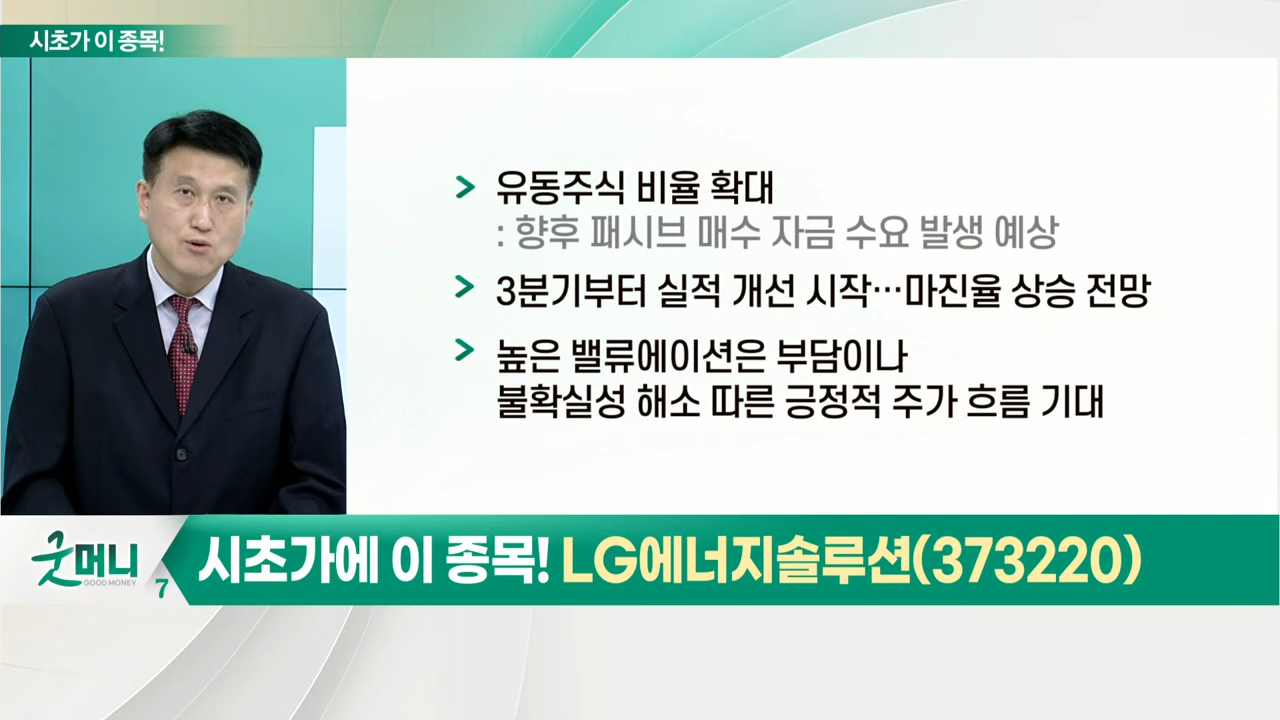 시초가 이 종목!
> 유동주식 비율 확대
: 향후 패시브 매수 자금 수요 발생 예상
> 3분기부터 실적 개선 시작…마진율 상승 전망
> 높은 밸류에이션은 부담이나
불확실성 해소 따른 긍정적 주가 흐름 기대
굿머니
GOOD MONEY
7
시초가에 이 종목! LG에너지솔루션(373220)